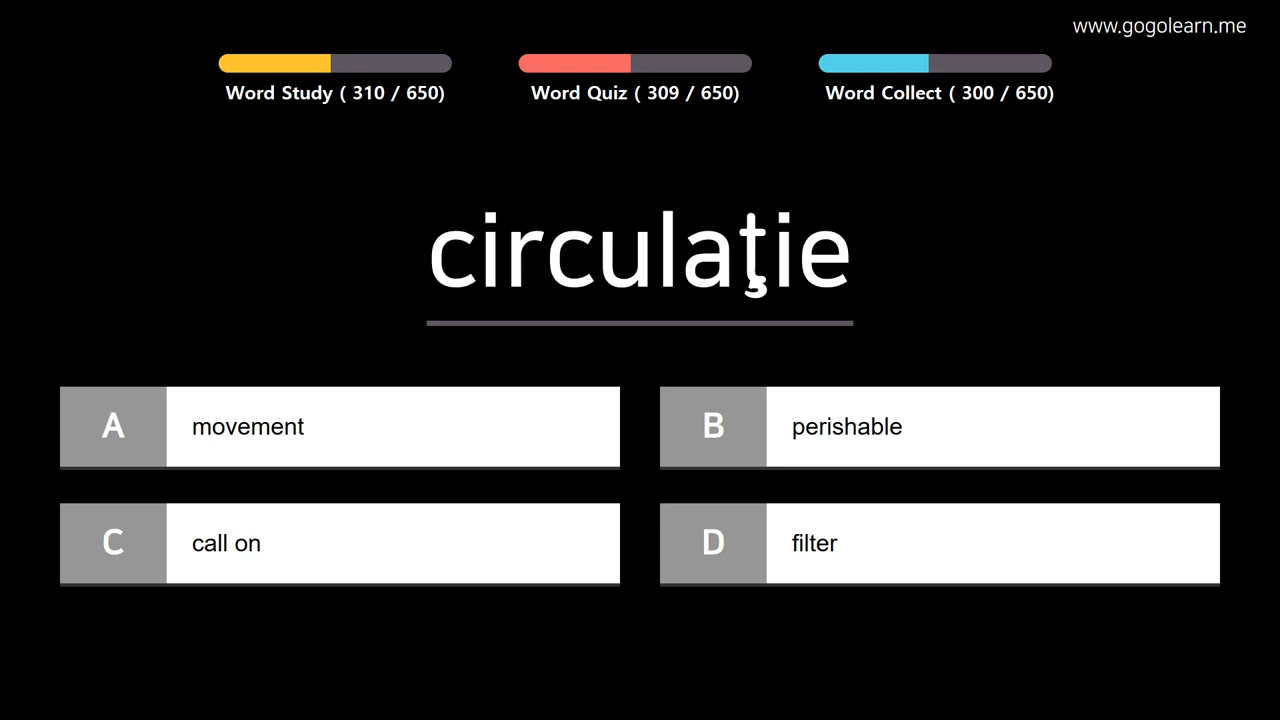 www.gogolearn.me
Word Study ( 310 / 650)
Word Quiz ( 309 / 650)
Word Collect ( 300 / 650)
circulaţie
A movement
B perishable
C call on
D filter